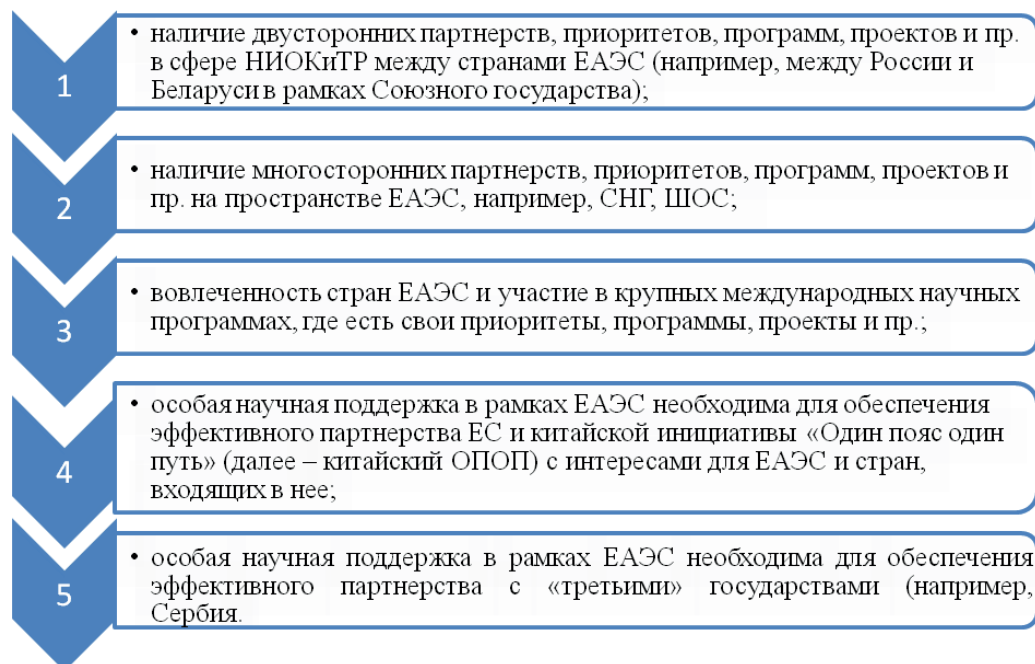 1
• наличие двусторонних партнерств, приоритетов, программ, проектов и пр.
в сфере НИОКиТР между странами ЕАЭС (например, между России и
Беларуси в рамках Союзного государства);
2
• наличие многосторонних партнерств, приоритетов, программ, проектов и
пр. на пространстве ЕАЭС, например, СНГ, ШОС;
3
• вовлеченность стран ЕАЭС и участие в крупных международных научных
программах, где есть свои приоритеты, программы, проекты и пр.;
4
• особая научная поддержка в рамках ЕАЭС необходима для обеспечения
эффективного партнерства ЕС и китайской инициативы «Один пояс один
путь» (далее – китайский ОПОП) с интересами для ЕАЭС и стран,
входящих в нее;
5
• особая научная поддержка в рамках ЕАЭС необходима для обеспечения
эффективного партнерства с «третьими» государствами (например,
Сербия.